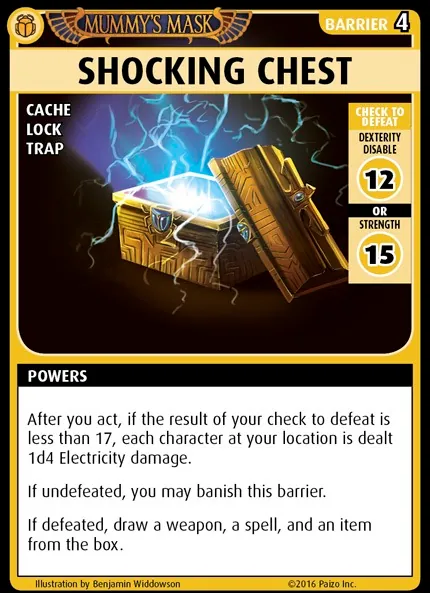 MUMMY'S MASK
BARRIER 4
SHOCKING CHEST
CACHE
LOCK
TRAP
CHECK TO
DEFEAT
DEXTERITY
DISABLE
12
OR
STRENGTH
15
POWERS
After you act, if the result of your check to defeat is
less than 17, each character at your location is dealt
1d4 Electricity damage.
If undefeated, you may banish this barrier.
If defeated, draw a weapon, a spell, and an item
from the box.
Illustration by Benjamin Widdowson
©2016 Paizo Inc.